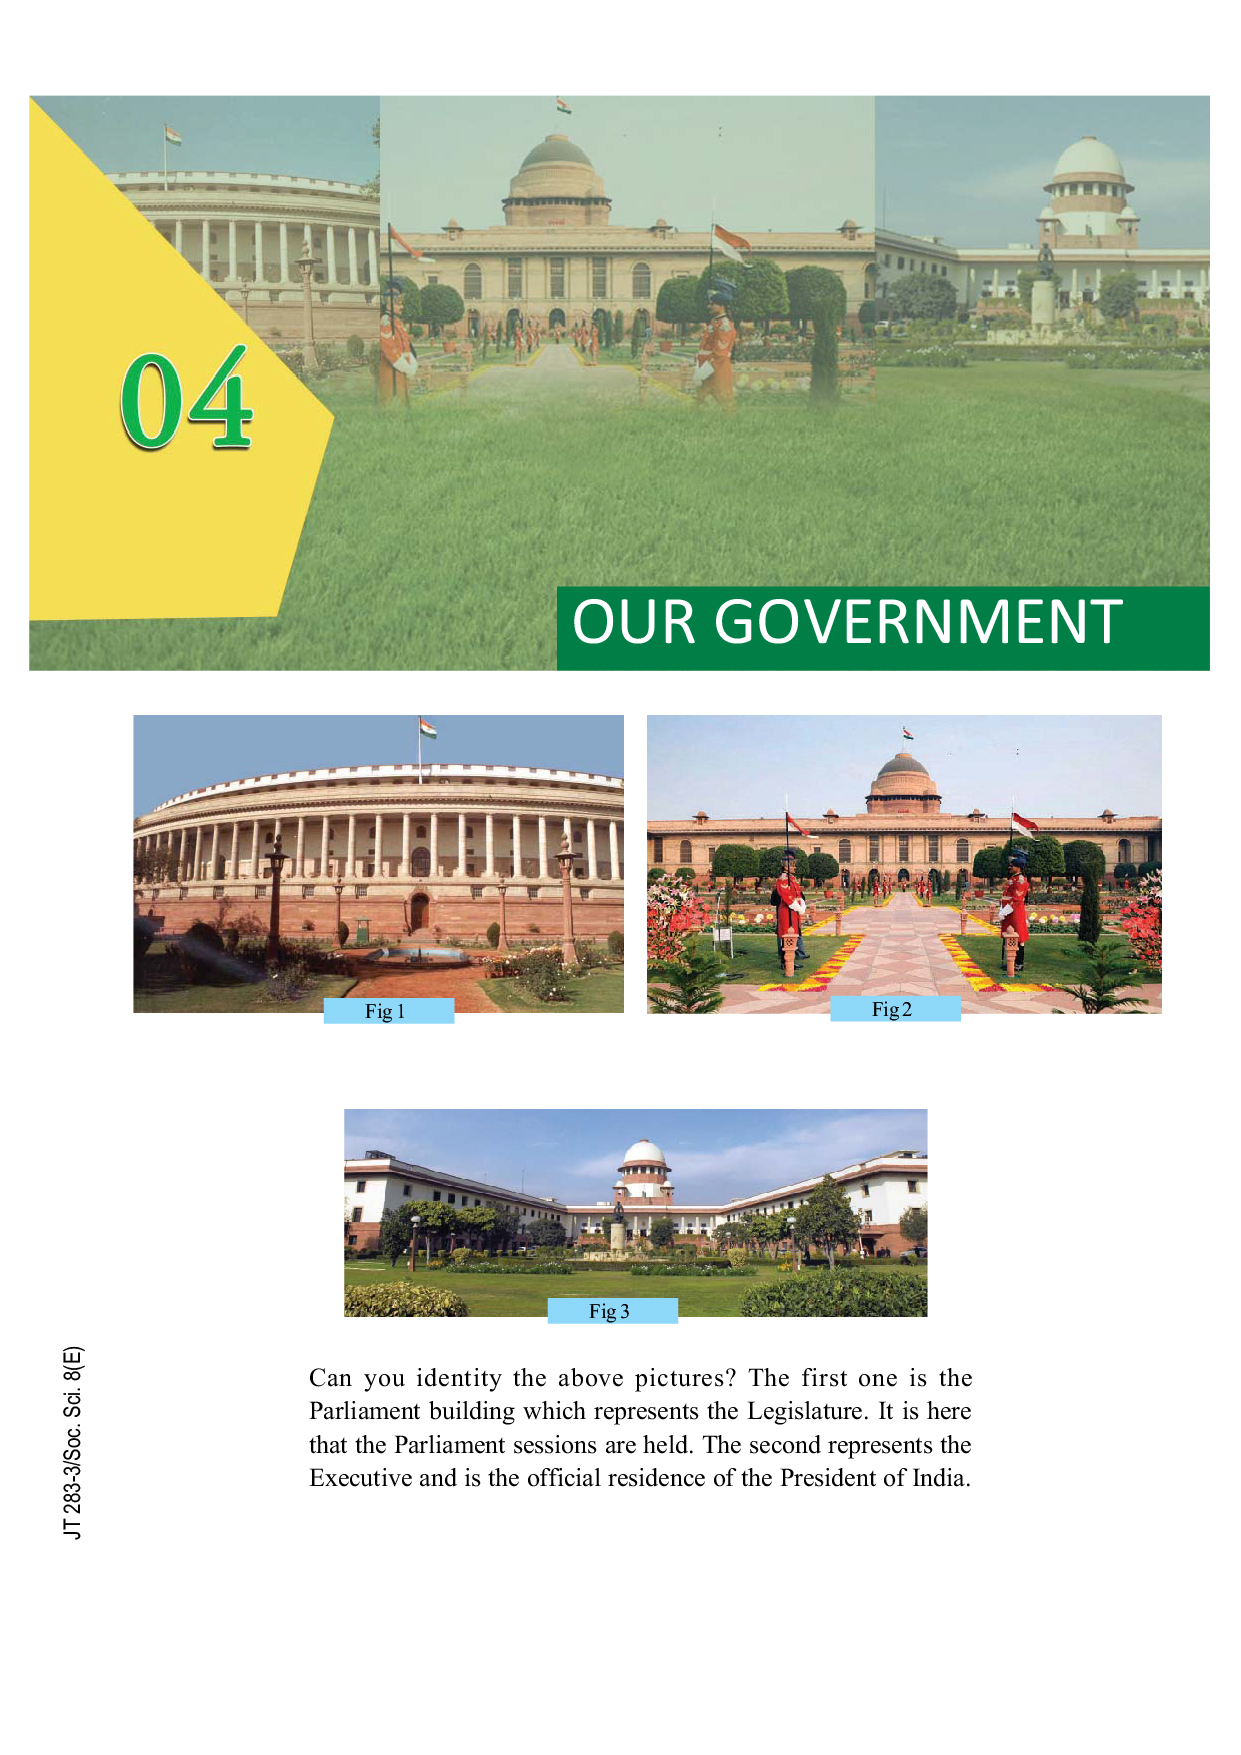 04
OUR GOVERNMENT
Fig 1
Fig 2
Fig 3
Can you identity the above pictures? The first one is the
Parliament building which represents the Legislature. It is here
that the Parliament sessions are held. The second represents the
Executive and is the official residence of the President of India.
JT 283-3/Soc. Sci. 8(E)